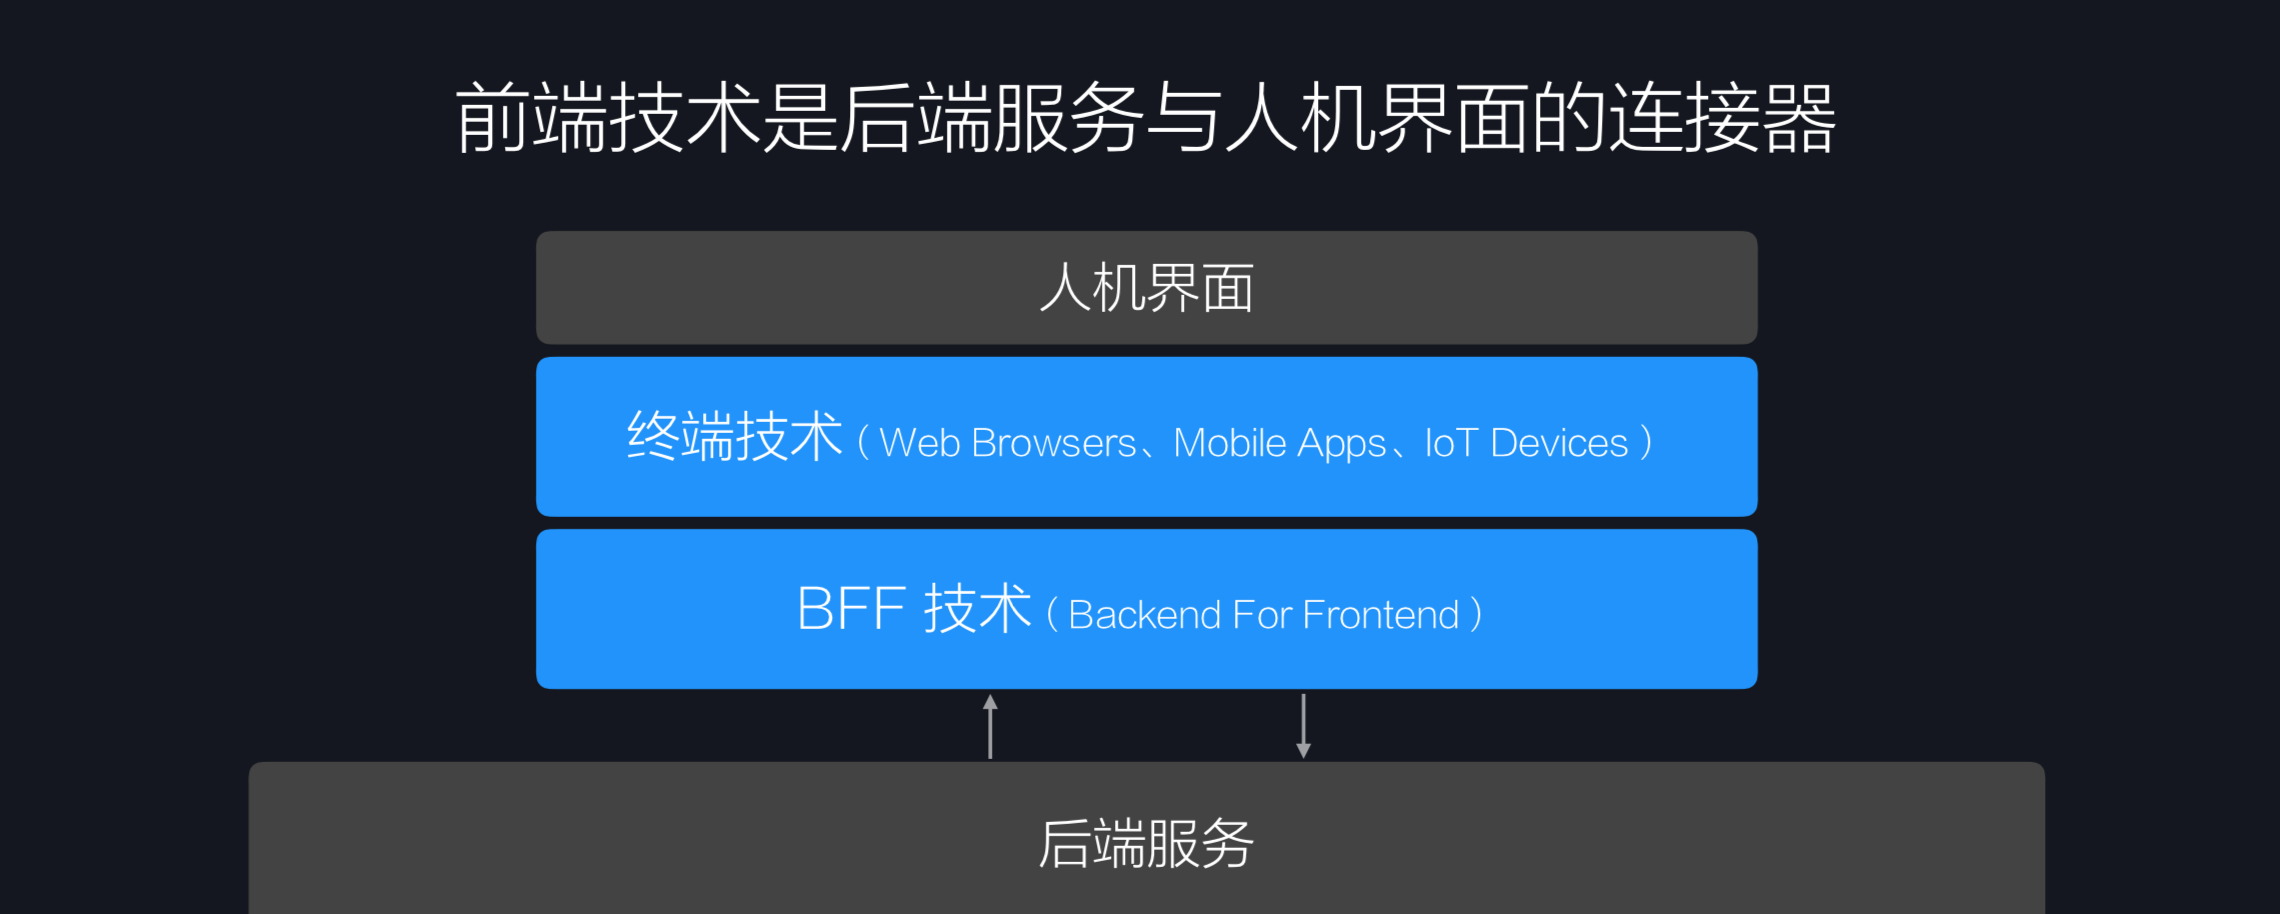 前端技术是后端服务与人机界面的连接器
人机界面
终端技术（Web Browsers、Mobile Apps、IoT Devices）
BFF 技术（Backend For Frontend）
后端服务